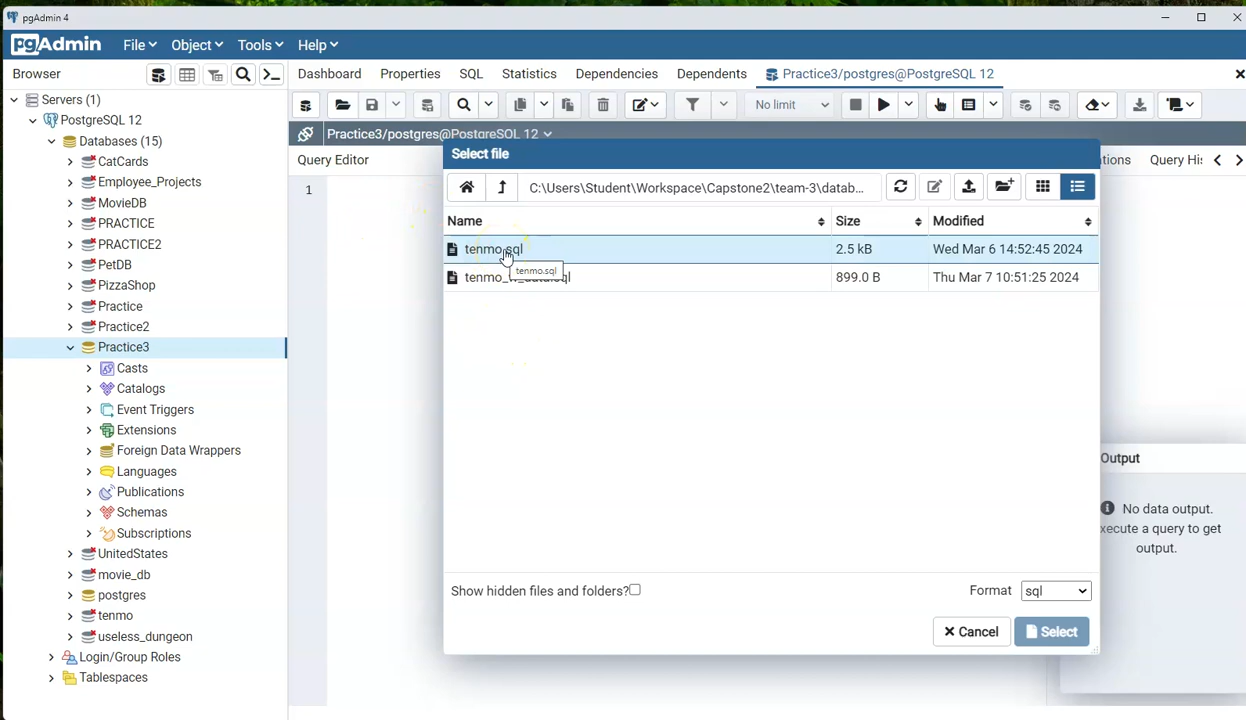 pgAdmin 4
pgAdmin File Object Tools Help
Browser
Dashboard Properties SQL Statistics Dependencies Dependents Practice3/postgres@PostgreSQL 12
No limit
Practice3/postgres@PostgreSQL 12
Query Editor
Query His
1
Servers (1)
PostgreSQL 12
Databases (15)
CatCards
Employee_Projects
MovieDB
PRACTICE
PRACTICE2
PetDB
PizzaShop
Practice
Practice2
Practice3
Casts
Catalogs
Event Triggers
Extensions
Foreign Data Wrappers
Languages
Publications
Schemas
Subscriptions
UnitedStates
movie_db
postgres
tenmo
useless_dungeon
Login/Group Roles
Tablespaces
Select file
C:\Users\Student\Workspace\Capstone2\team-3\datab...
Name Size Modified
tenmo.sql 2.5 kB Wed Mar 6 14:52:45 2024
tenmo.sql
899.0 B Thu Mar 7 10:51:25 2024
Show hidden files and folders? Format sql
Cancel Select
Output
No data output.
xecute a query to get
output.